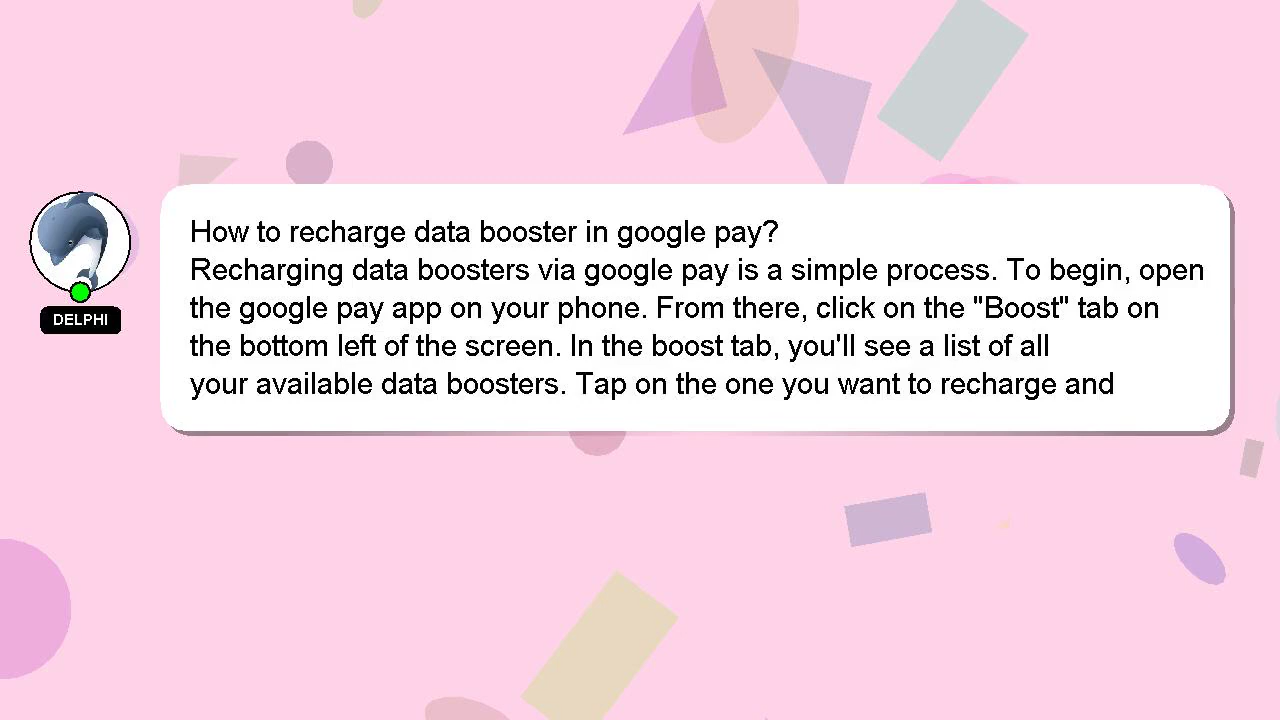 How to recharge data booster in google pay?
Recharging data boosters via google pay is a simple process. To begin, open
the google pay app on your phone. From there, click on the "Boost" tab on
the bottom left of the screen. In the boost tab, you'll see a list of all
your available data boosters. Tap on the one you want to recharge and
DELPHI